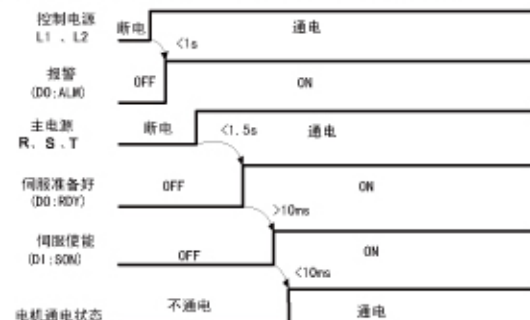 控制电源
L1 、L2
断电
通电
<1s
报警
(DO:ALM)
OFF
ON
主电源
R、S、T
断电
<1.5s
通电
伺服准备好
(DO:RDY)
OFF
ON
>10ms
伺服使能
(DI:SON)
OFF
ON
<10ms
电机通电状态
不通电
通电